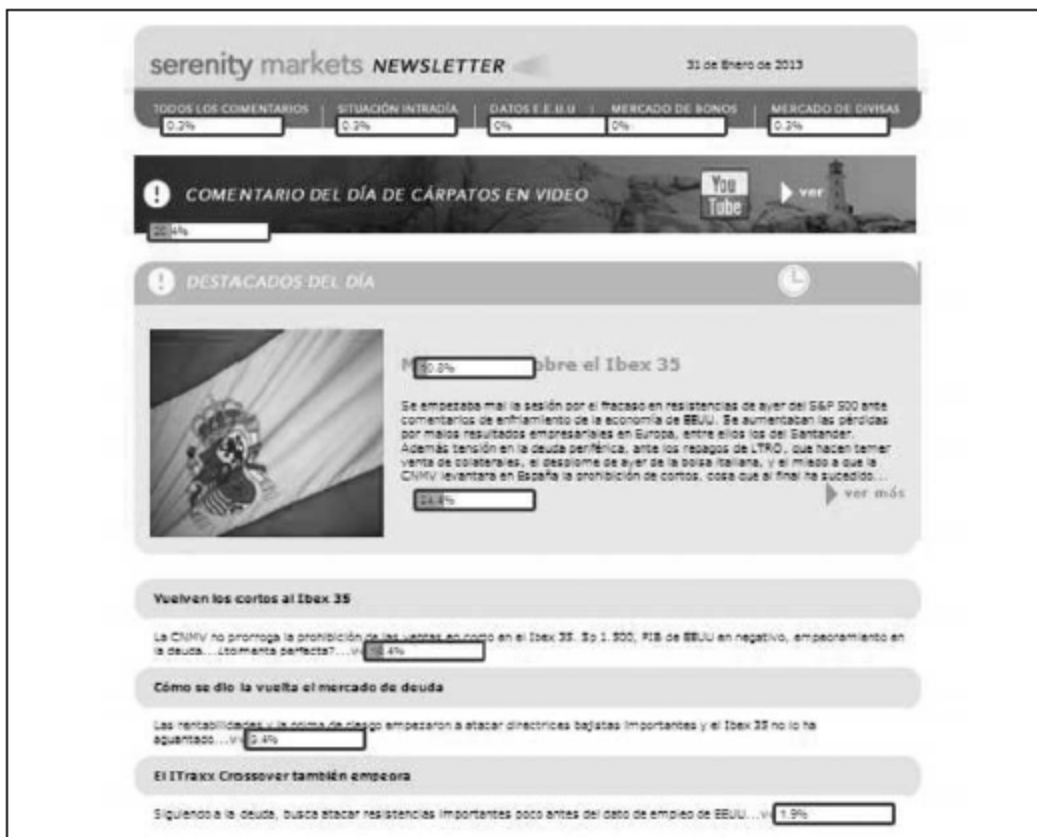 serenity markets NEWSLETTER
31 de Enero de 2013
TODOS LOS COMENTARIOS | SITUACIÓN INTRADÍA | DATOS E.E.U.U | MERCADO DE BONOS | MERCADO DE DIVISAS
0.3% 0.3% 0% 0% 0.3%
COMENTARIO DEL DÍA DE CÁRPATOS EN VIDEO
You Tube
ver
DESTACADOS DEL DÍA
10.8% obre el Ibex 35
Se empezaba mal la sesión por el fracaso en resistencias de ayer del S&P 500 ante
comentarios de enfriamiento de la economía de EEUU. Se aumentaban las pérdidas
por malos resultados empresariales en Europa, entre ellos los del Santander.
Además tensión en la deuda periférica, ante los repagos de LTRO, que hacen temer
venta de colaterales, el desplome de ayer de la bolsa italiana, y el miedo a que la
CNMV levantara en España la prohibición de cortos, cosa que al final ha sucedido...
ver más
Vuelven los cortos al Ibex 35
La CNMV no prorroga la prohibición de las ventas en corto en el Ibex 35. Sp 1.500, PIB de EEUU en negativo, empeoramiento en
la deuda...¿tormenta perfecta?...
Cómo se dio la vuelta el mercado de deuda
Las rentabilidades y la prima de riesgo empezaron a atacar directrices bajistas importantes y el Ibex 35 no lo ha
aguantado...
El ITraxx Crossover también empeora
Siguiendo a la deuda, busca atacar resistencias importantes poco antes del dato de empleo de EEUU... 1.9%